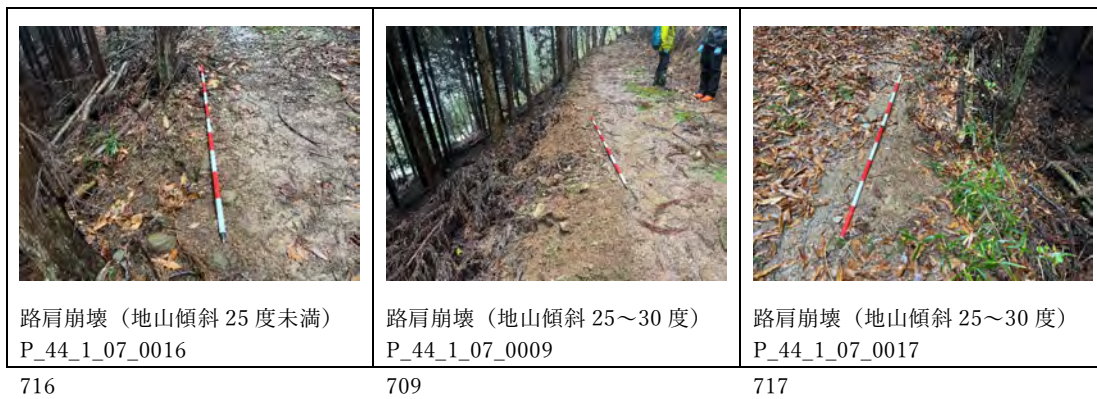 路肩崩壊（地山傾斜 25 度未満）
P_44_1_07_0016
716
路肩崩壊（地山傾斜 25～30 度）
P_44_1_07_0009
709
路肩崩壊（地山傾斜 25～30 度）
P_44_1_07_0017
717